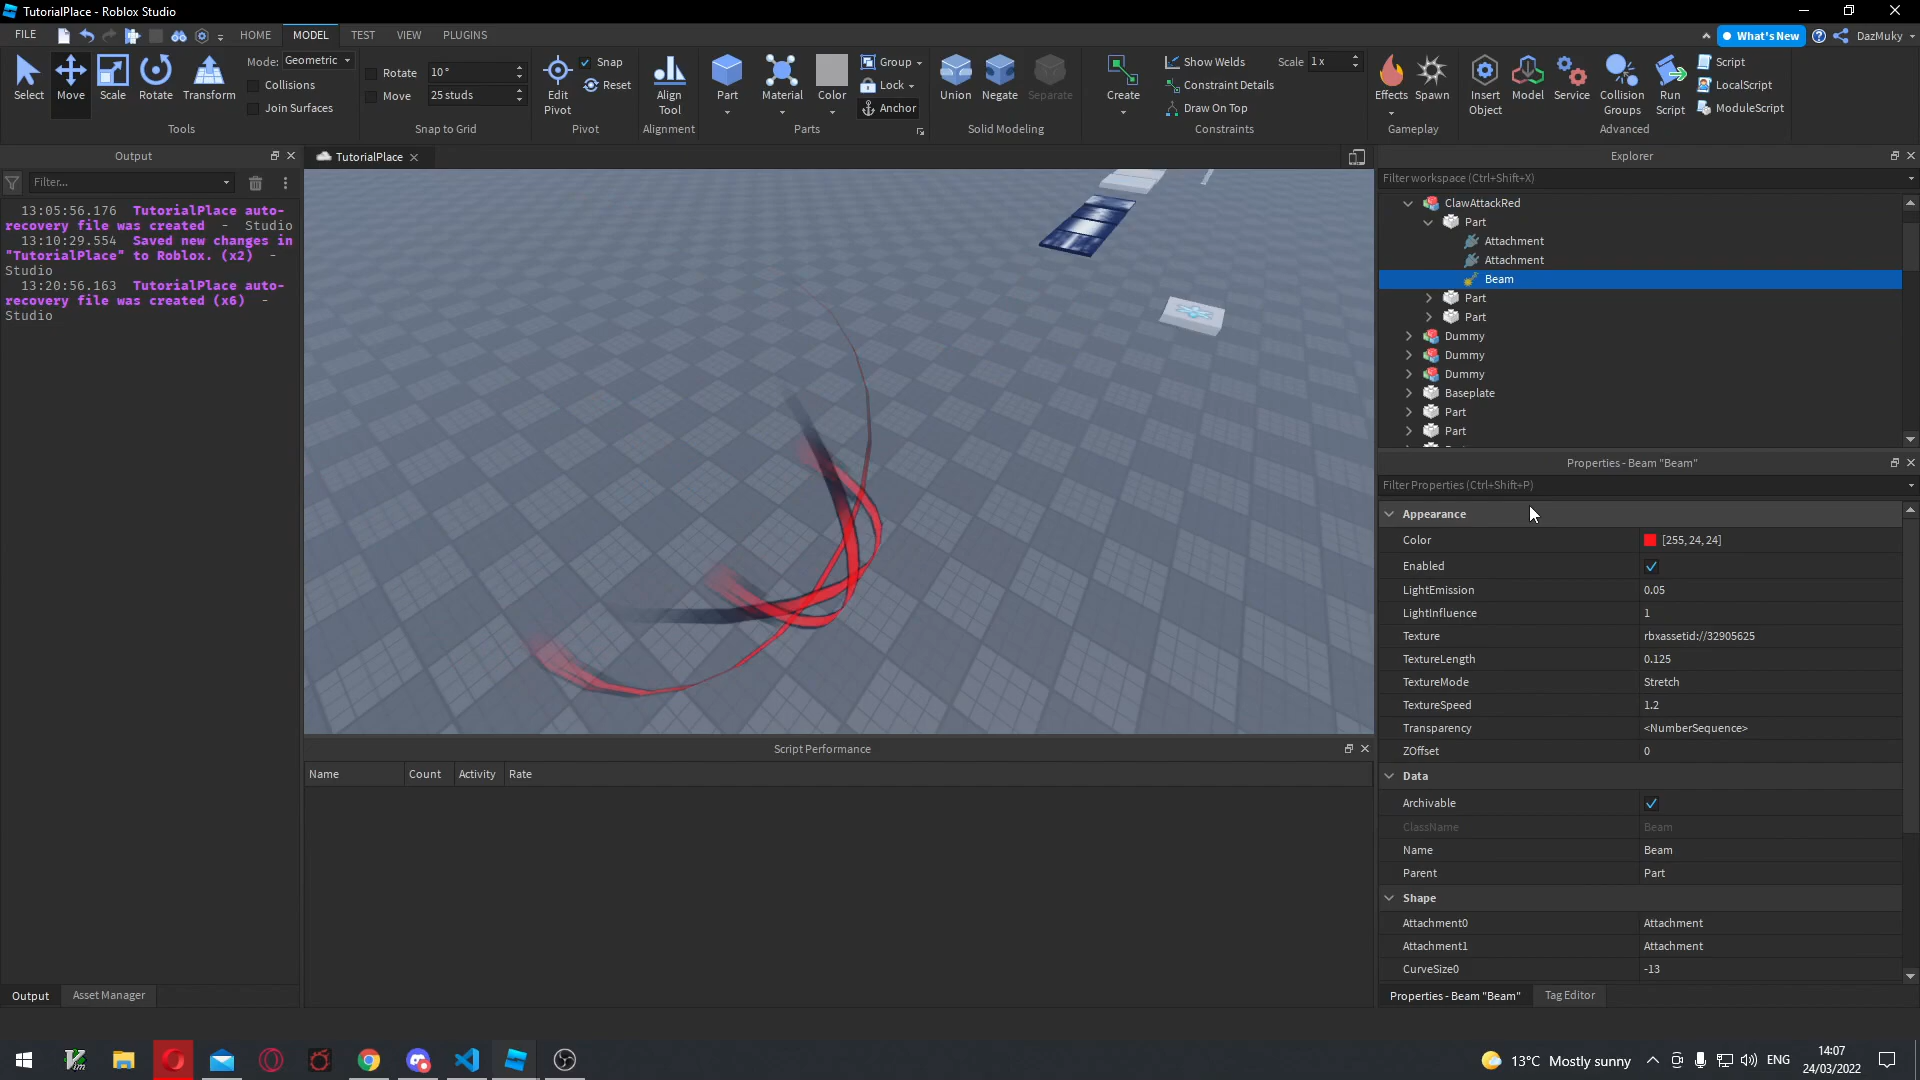 TutorialPlace - Roblox Studio
FILE HOME MODEL TEST VIEW PLUGINS What's New DazMuky
Select Move Scale Rotate Transform
Mode: Geometric
Collisions
Join Surfaces
Tools
Rotate 10°
Move 25 studs
Snap to Grid
Edit Pivot
Snap
Reset
Pivot
Align Tool
Alignment
Part Material Color
Group
Lock
Anchor
Parts
Union Negate Separate
Solid Modeling
Create
Show Welds Scale 1x
Constraint Details
Draw On Top
Constraints
Effects Spawn
Gameplay
Insert Object Model Service Collision Groups Run Script
Script
LocalScript
ModuleScript
Advanced
Output
Filter...
13:05:56.176 TutorialPlace auto-
recovery file was created - Studio
13:10:29.554 Saved new changes in
"TutorialPlace" to Roblox. (x2) -
Studio
13:20:56.163 TutorialPlace auto-
recovery file was created (x6) -
Studio
Output Asset Manager
TutorialPlace
Script Performance
Name Count Activity Rate
Explorer
Filter workspace (Ctrl+Shift+X)
ClawAttackRed
Part
Attachment
Attachment
Beam
Part
Part
Dummy
Dummy
Dummy
Baseplate
Part
Part
Properties - Beam "Beam"
Filter Properties (Ctrl+Shift+P)
Appearance
Color [255, 24, 24]
Enabled
LightEmission 0.05
LightInfluence 1
Texture rbxassetid://32905625
TextureLength 0.125
TextureMode Stretch
TextureSpeed 1.2
Transparency <NumberSequence>
ZOffset 0
Data
Archivable
ClassName Beam
Name Beam
Parent Part
Shape
Attachment0 Attachment
Attachment1 Attachment
CurveSize0 -13
Properties - Beam "Beam" Tag Editor
13°C Mostly sunny ENG 14:07
24/03/2022